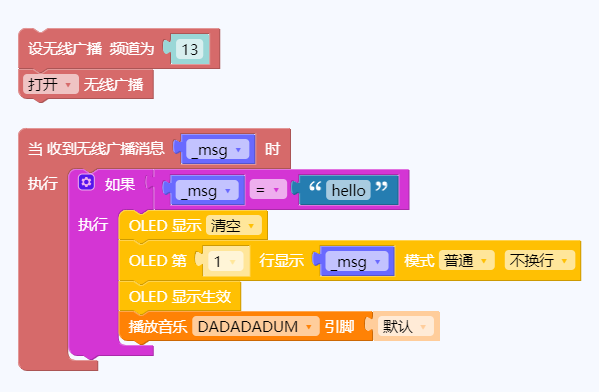 设无线广播 频道为 13
打开 无线广播
当 收到无线广播消息 _msg 时
执行 如果 _msg = “ hello ”
执行 OLED 显示 清空
OLED 第 1 行显示 _msg 模式 普通 不换行
OLED 显示生效
播放音乐 DADADADUM 引脚 默认